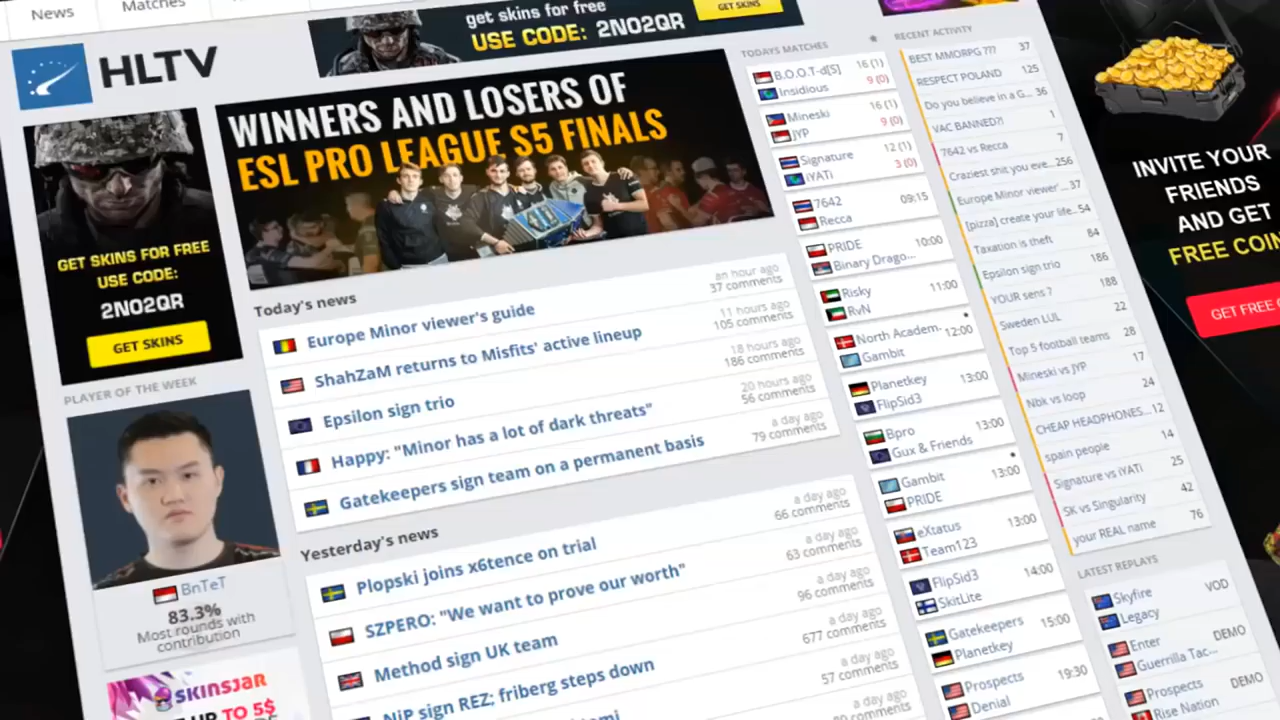 News
Matches
HLTV
get skins for free
USE CODE: 2NO2QR
GET SKINS
GET SKINS FOR FREE
USE CODE:
2NO2QR
GET SKINS
PLAYER OF THE WEEK
BnTeT
83.3%
Most rounds with
contribution
SKINSJAR
UP TO 5$
WINNERS AND LOSERS OF
ESL PRO LEAGUE S5 FINALS
Today's news
Europe Minor viewer's guide
an hour ago
37 comments
ShahZaM returns to Misfits' active lineup
11 hours ago
105 comments
Epsilon sign trio
18 hours ago
186 comments
Happy: "Minor has a lot of dark threats"
20 hours ago
56 comments
Gatekeepers sign team on a permanent basis
a day ago
79 comments
Yesterday's news
Plopski joins x6tence on trial
a day ago
66 comments
SZPERO: "We want to prove our worth"
a day ago
63 comments
Method sign UK team
a day ago
96 comments
NiP sign REZ; friberg steps down
a day ago
677 comments
a day ago
57 comments
a day ago
TODAYS MATCHES
B.O.O.T-d[S] 16 (1)
Insidious 9 (0)
Mineski 16 (1)
JYP 9 (0)
Signature 12 (1)
iYATi 3 (0)
7642 09:15
Recca
PRIDE 10:00
Binary Drago...
Risky 11:00
RvN
North Academ. 12:00
Gambit
Planetkey 13:00
FlipSid3
Bpro 13:00
Gux & Friends
Gambit 13:00
PRIDE
eXtatus 13:00
Team123
FlipSid3 14:00
SkitLite
Gatekeepers 15:00
Planetkey
Prospects 19:30
Denial
RECENT ACTIVITY
BEST MMORPG ??? 37
RESPECT POLAND 125
Do you believe in a G... 36
VAC BANNED?! 1
7642 vs Recca 7
Craziest shit you eve... 256
Europe Minor viewer'... 37
[pizza] create your life... 54
Taxation is theft 84
Epsilon sign trio 186
YOUR sens ? 188
Sweden LUL 22
Top 5 football teams 28
Mineski vs JYP 17
Nbk vs loop 24
CHEAP HEADPHONES... 12
spain people 14
Signature vs iYATi 25
SK vs Singularity 42
your REAL name 76
LATEST REPLAYS
Skyfire VOD
Legacy
Enter DEMO
Guerrilla Tac...
Prospects DEMO
Rise Nation
INVITE YOUR
FRIENDS
AND GET
FREE COIN
GET FREE